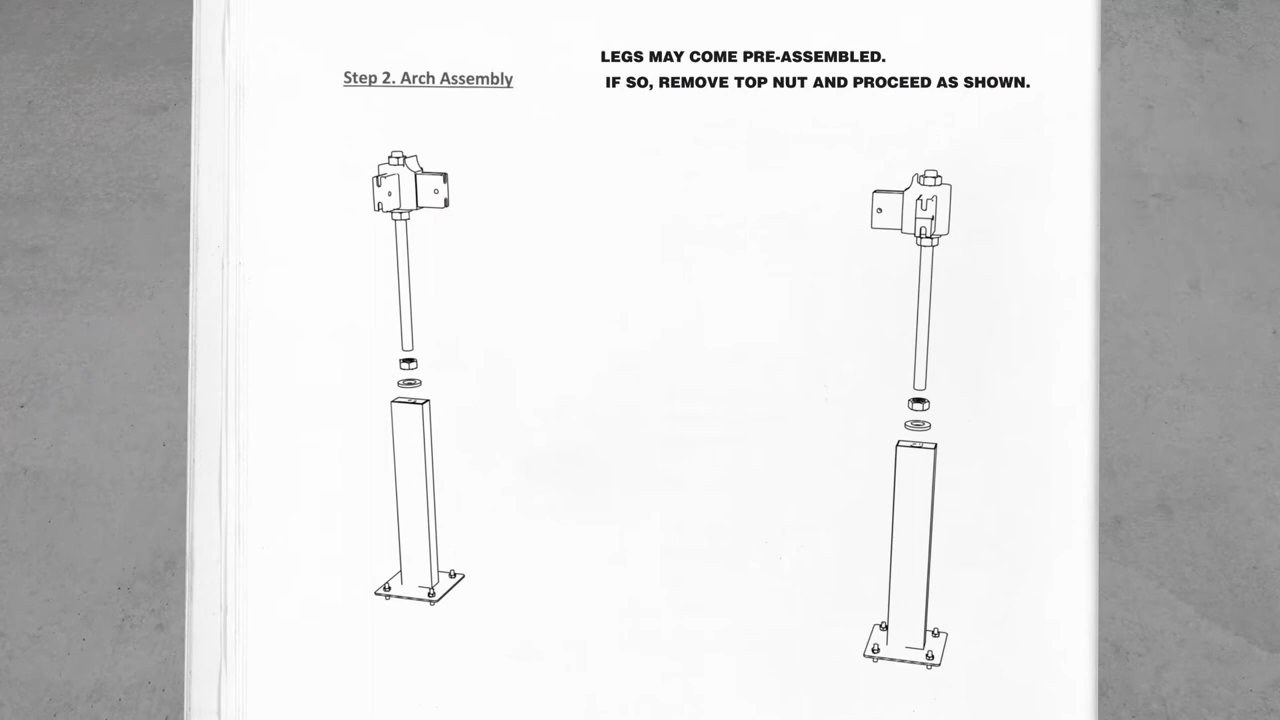 LEGS MAY COME PRE-ASSEMBLED.
Step 2. Arch Assembly
IF SO, REMOVE TOP NUT AND PROCEED AS SHOWN.